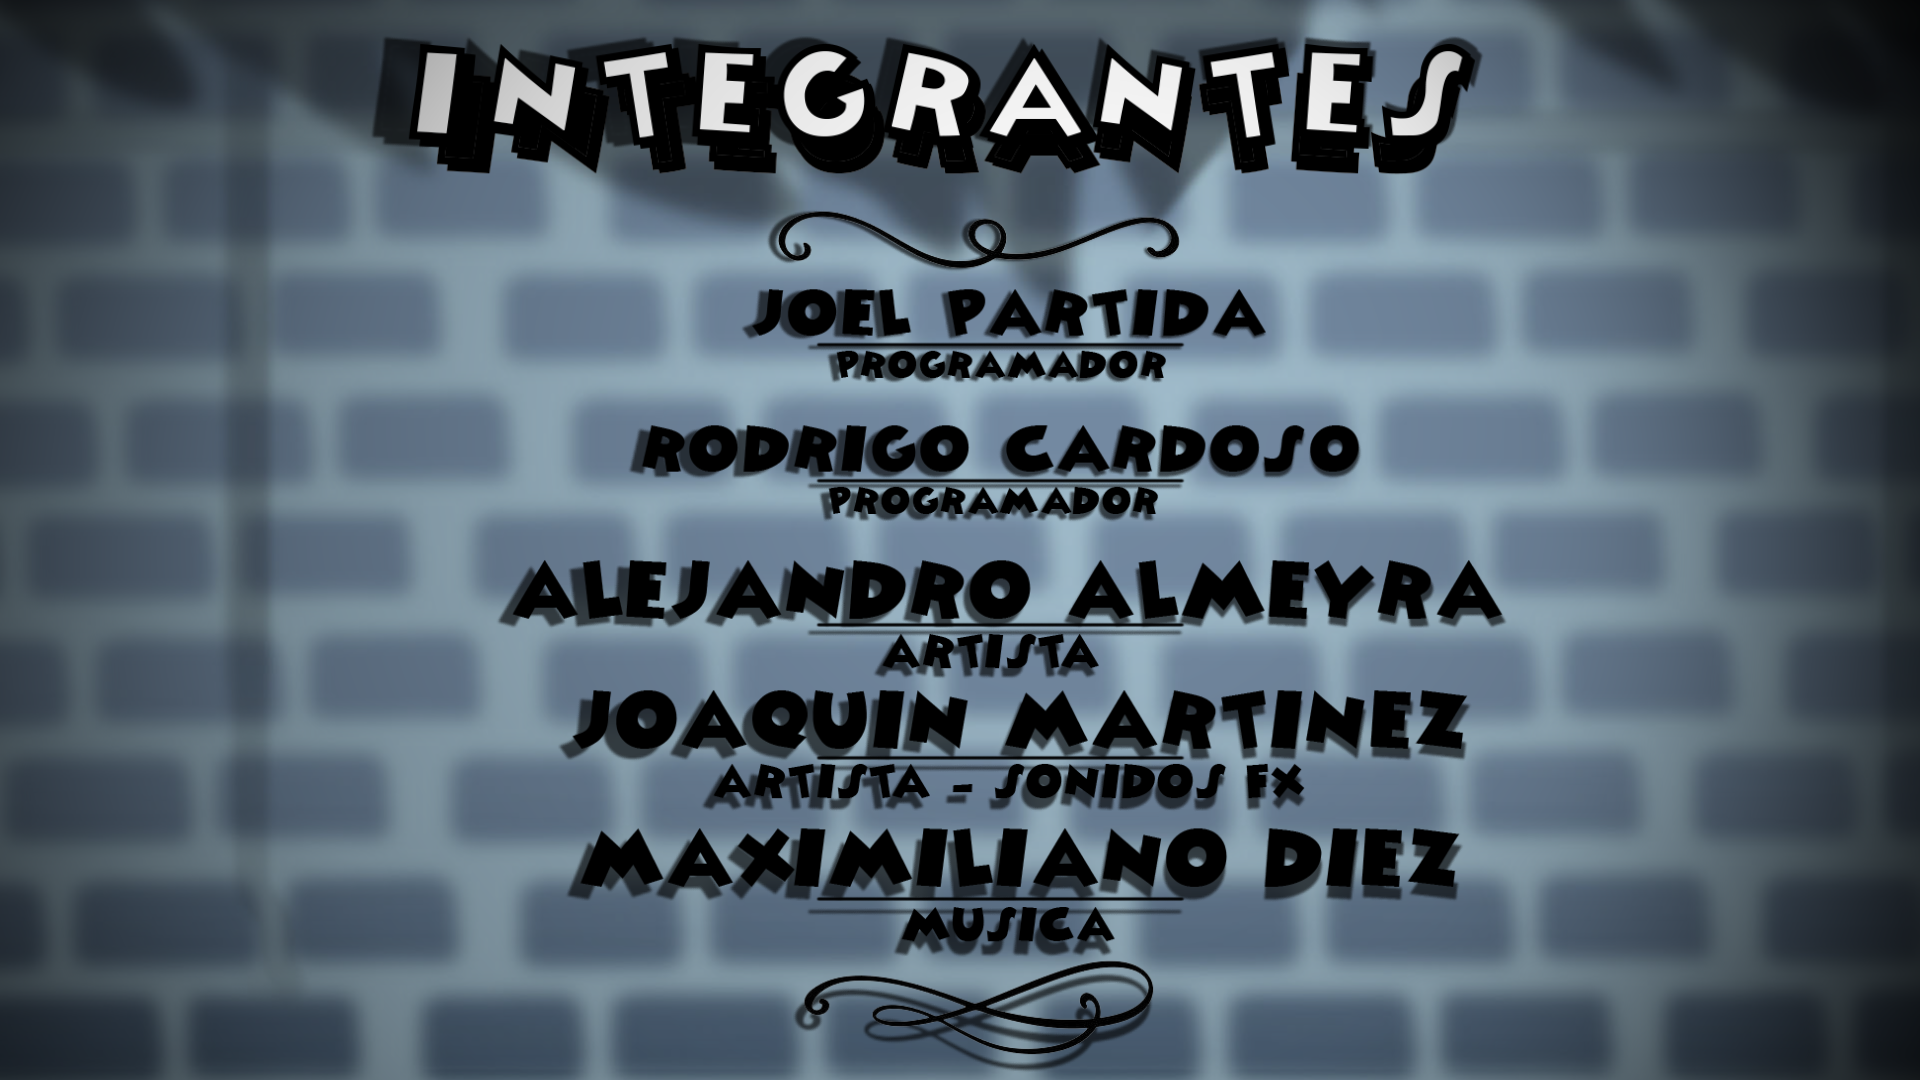 INTEGRANTES
JOEL PARTIDA
PROGRAMADOR
RODRIGO CARDOSO
PROGRAMADOR
ALEJANDRO ALMEYRA
ARTISTA
JOAQUIN MARTINEZ
ARTISTA - SONIDOS FX
MAXIMILIANO DIEZ
MUSICA